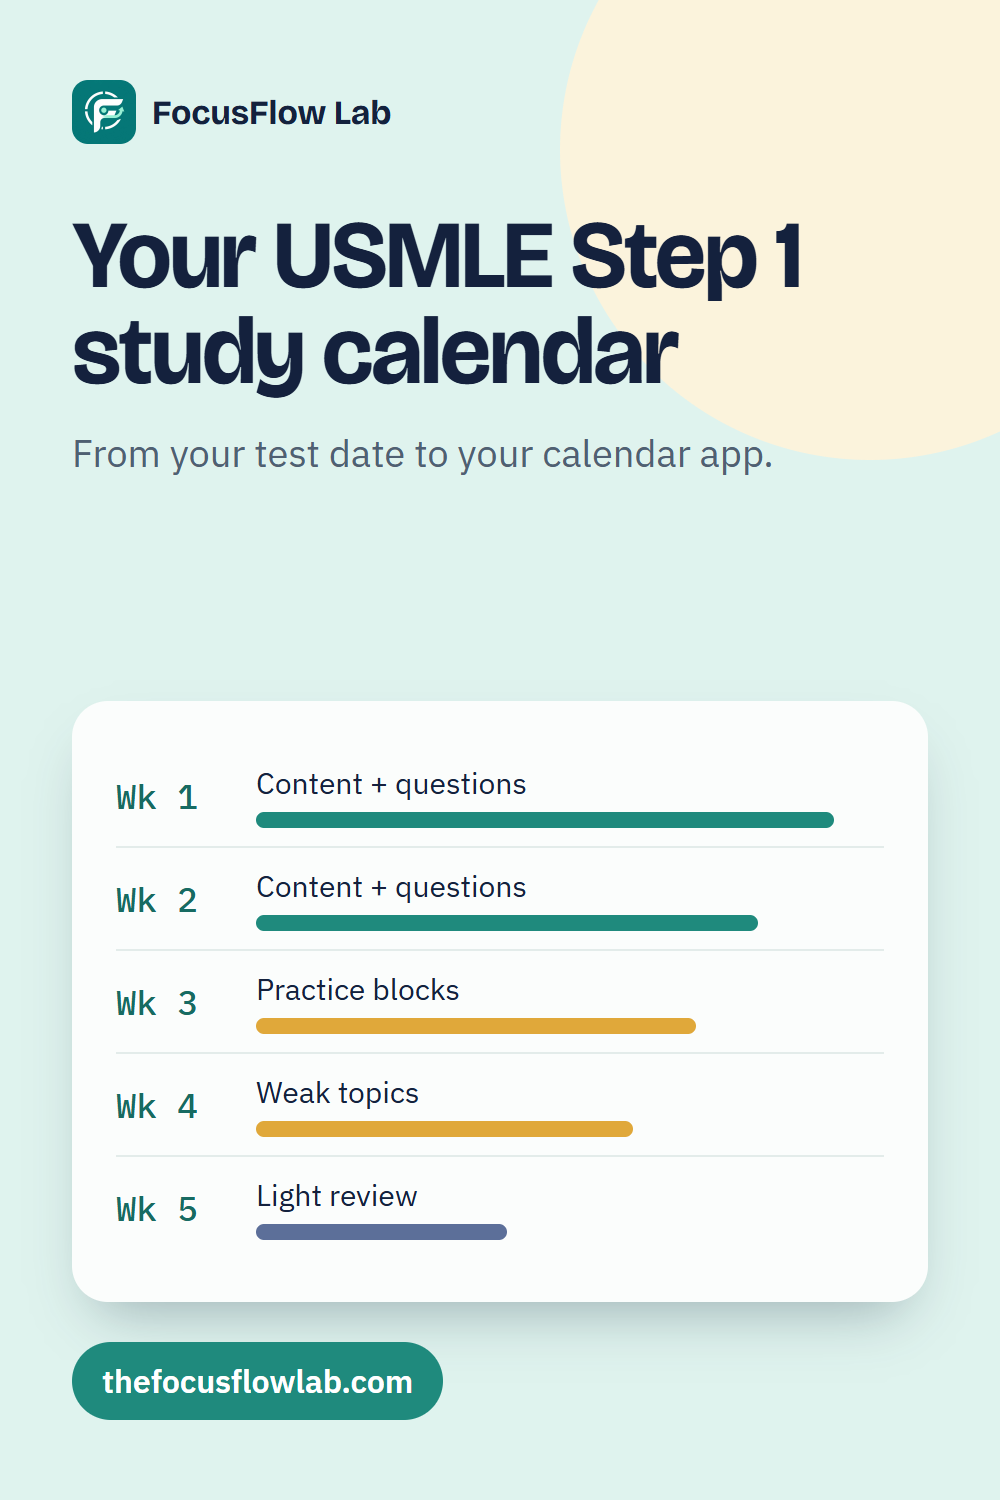 FocusFlow Lab
Your USMLE Step 1
study calendar
From your test date to your calendar app.
Wk 1
Content + questions
Wk 2
Content + questions
Wk 3
Practice blocks
Wk 4
Weak topics
Wk 5
Light review
thefocusflowlab.com